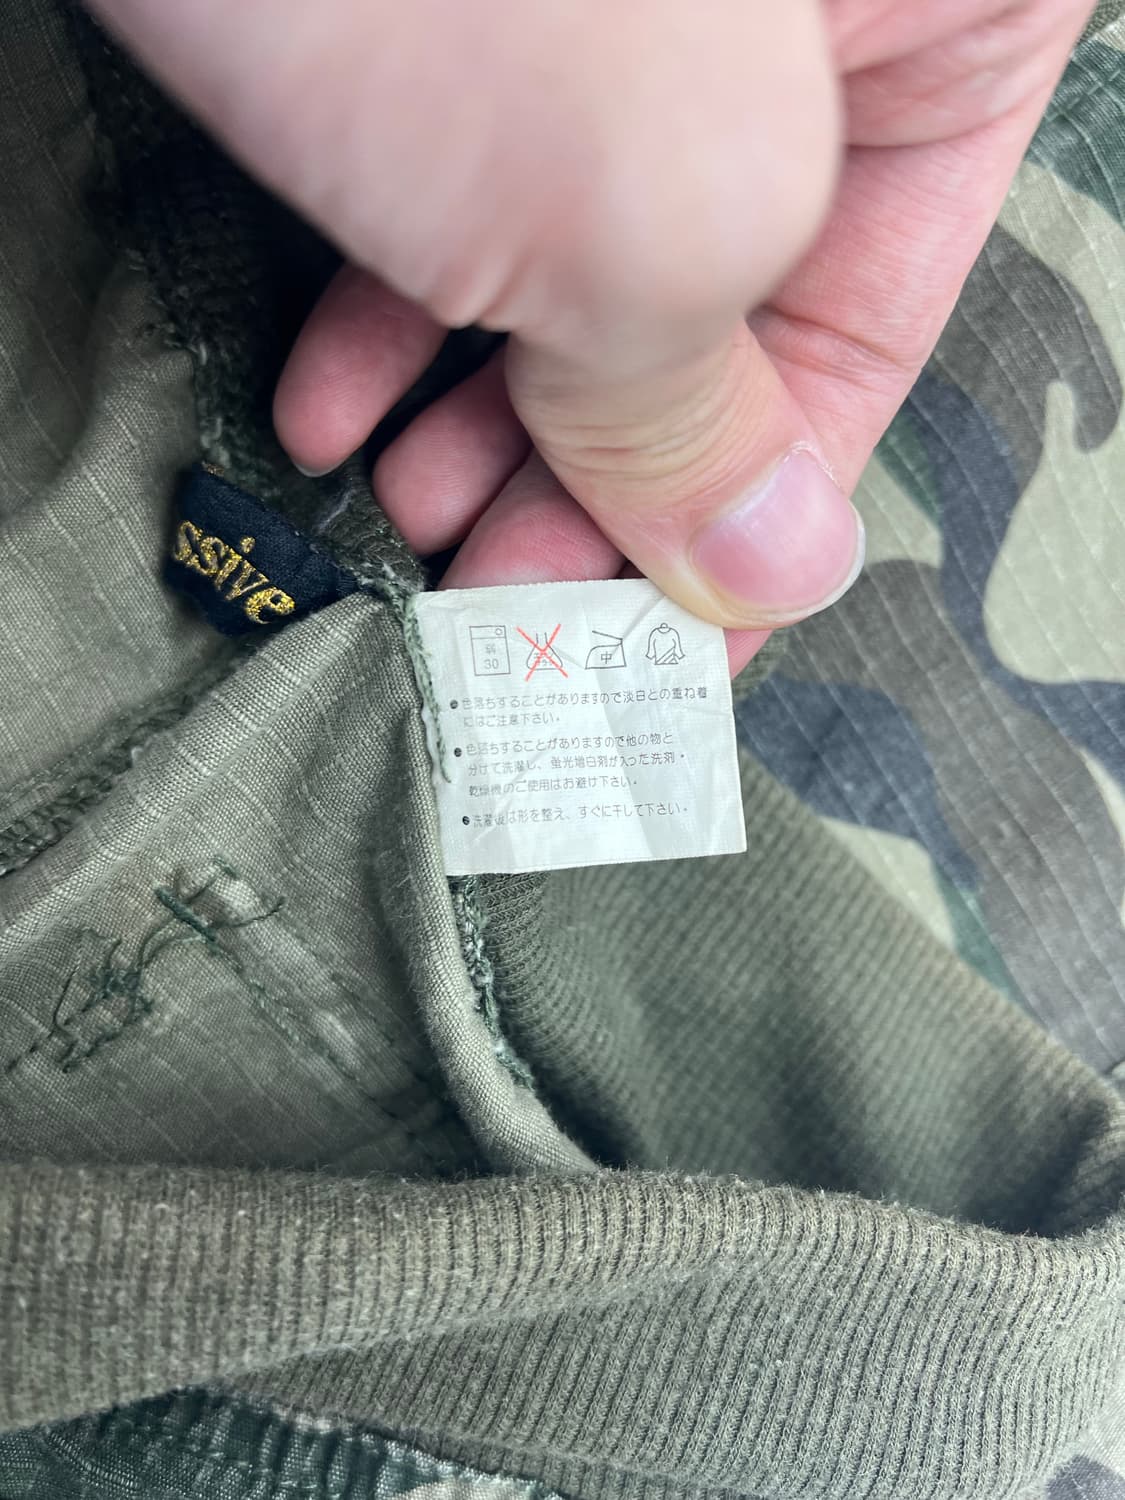 ssive
弱
30
中
●色落ちすることがありますので淡色との重ね着
にはご注意下さい。
●色落ちすることがありますので他の物と
分けて洗濯し、蛍光増白剤が入った洗剤・
乾燥機のご使用はお避け下さい。
●洗濯後は形を整え、すぐに干して下さい。